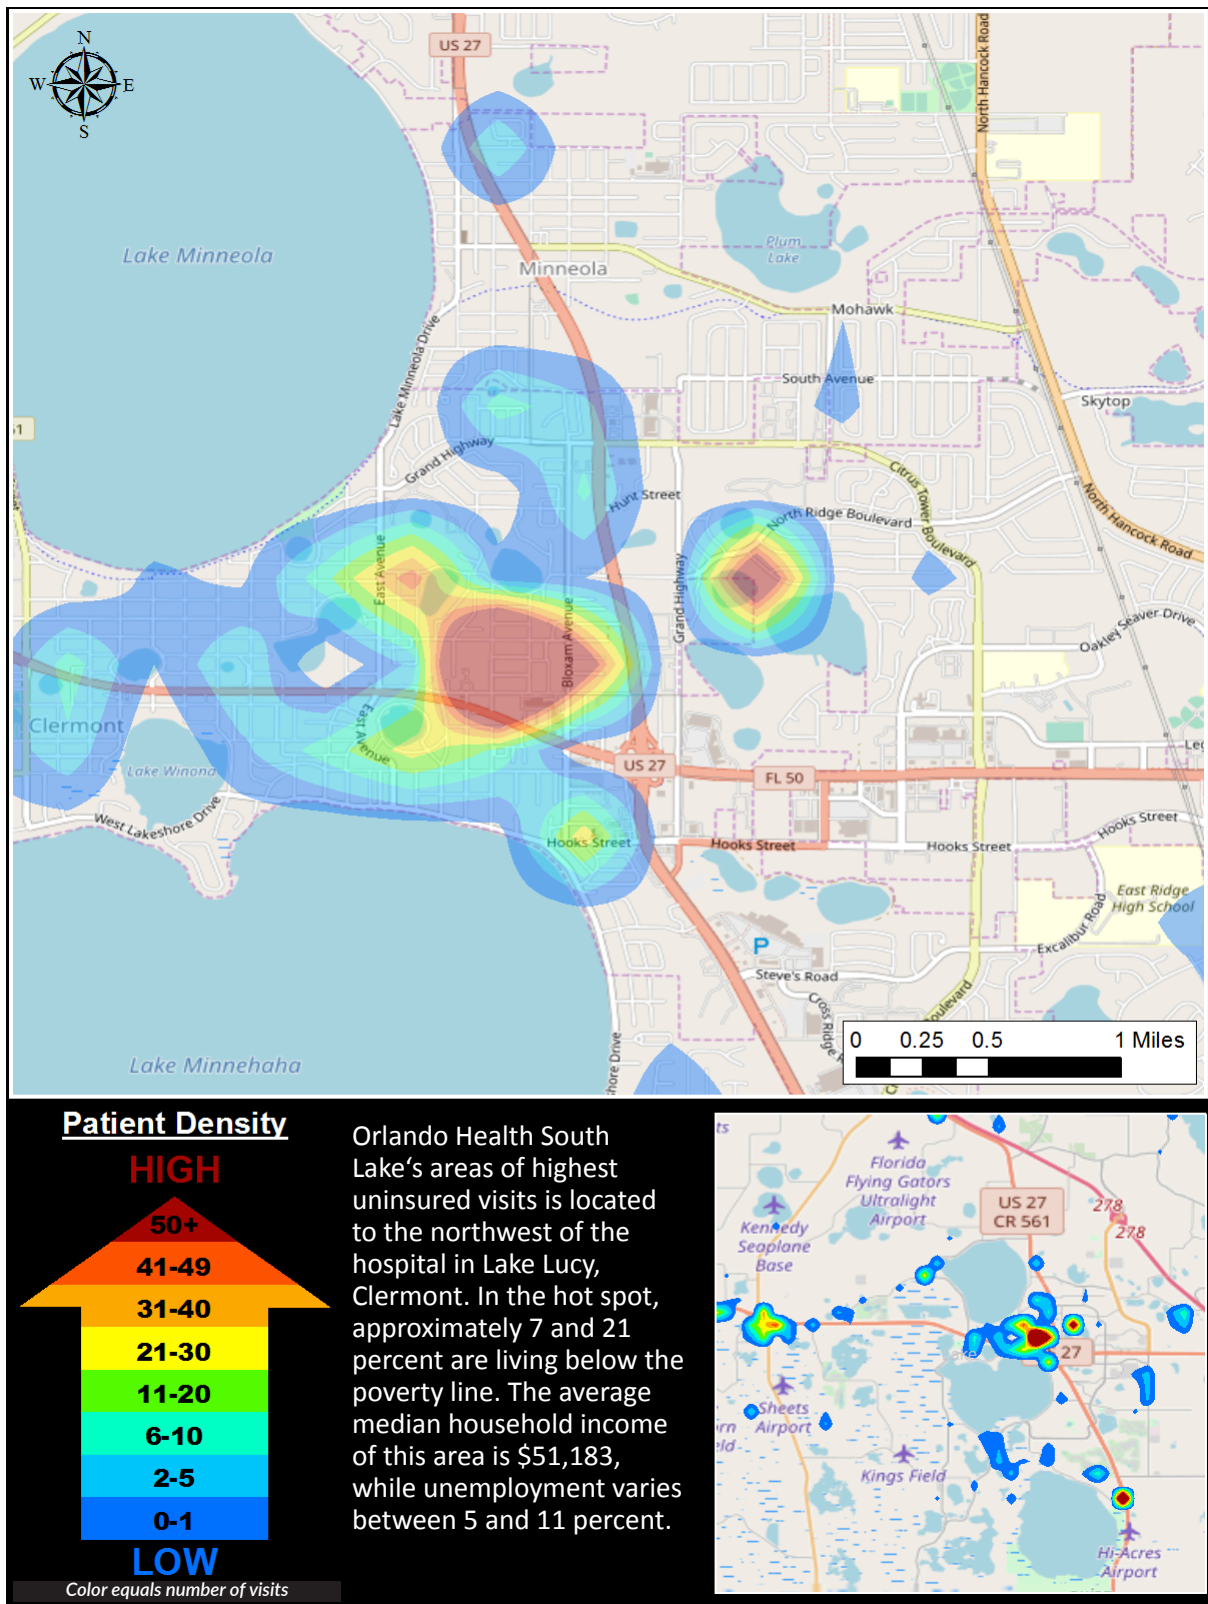 N
W E
S
US 27
North Hancock Road
Lake Minneola
Plum
Lake
Minneola
Mohawk
Lake Minneola Drive
South Avenue
Skytop
Grand Highway
Citrus Tower Boulevard
Hunt Street
North Ridge Boulevard
North Hancock Road
East Avenue
Grand Highway
Bloxam Avenue
Oakley Seaver Drive
Clermont
East Avenue
Lake Winona
US 27
FL 50
West Lakeshore Drive
Hooks Street
Hooks Street
Hooks Street
Hooks Street
East Ridge
High School
Excalibur Road
P
Steve's Road
Cross Ridge R
Boulevard
shore Drive
Lake Minnehaha
0 0.25 0.5 1 Miles
Patient Density
HIGH
50+
41-49
31-40
21-30
11-20
6-10
2-5
0-1
LOW
Color equals number of visits
Orlando Health South
Lake‘s areas of highest
uninsured visits is located
to the northwest of the
hospital in Lake Lucy,
Clermont. In the hot spot,
approximately 7 and 21
percent are living below the
poverty line. The average
median household income
of this area is $51,183,
while unemployment varies
between 5 and 11 percent.
ts
Florida
Flying Gators
Ultralight
Airport
US 27
CR 561
278
278
Kennedy
Seaplane
Base
27
Sheets
Airport
rn
eld
Kings Field
Hi-Acres
Airport